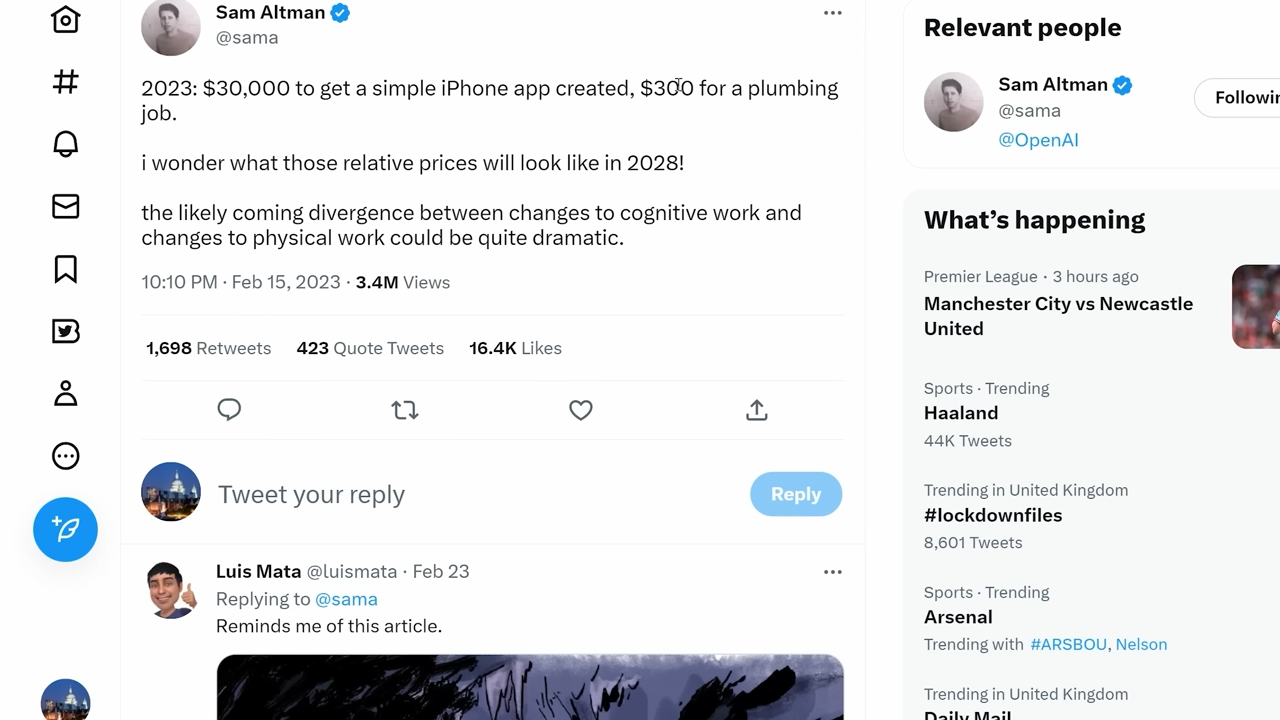 Sam Altman
@sama
2023: $30,000 to get a simple iPhone app created, $300 for a plumbing
job.
i wonder what those relative prices will look like in 2028!
the likely coming divergence between changes to cognitive work and
changes to physical work could be quite dramatic.
10:10 PM · Feb 15, 2023 · 3.4M Views
1,698 Retweets 423 Quote Tweets 16.4K Likes
Tweet your reply
Reply
Luis Mata @luismata · Feb 23
Replying to @sama
Reminds me of this article.
Relevant people
Sam Altman
@sama
@OpenAI
Followin
What's happening
Premier League · 3 hours ago
Manchester City vs Newcastle
United
Sports · Trending
Haaland
44K Tweets
Trending in United Kingdom
#lockdownfiles
8,601 Tweets
Sports · Trending
Arsenal
Trending with #ARSBOU, Nelson
Trending in United Kingdom
Daily Mail